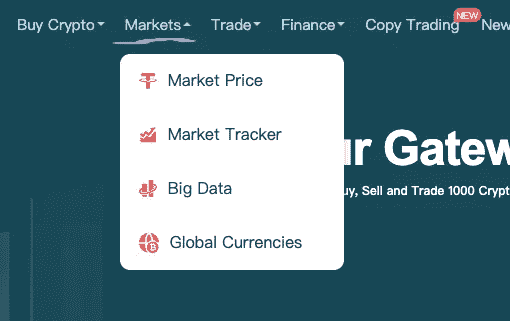 Buy Crypto Markets Trade Finance Copy Trading NEW New
Market Price
Market Tracker
Big Data
Global Currencies
ur Gatew
uy, Sell and Trade 1000 Crypt